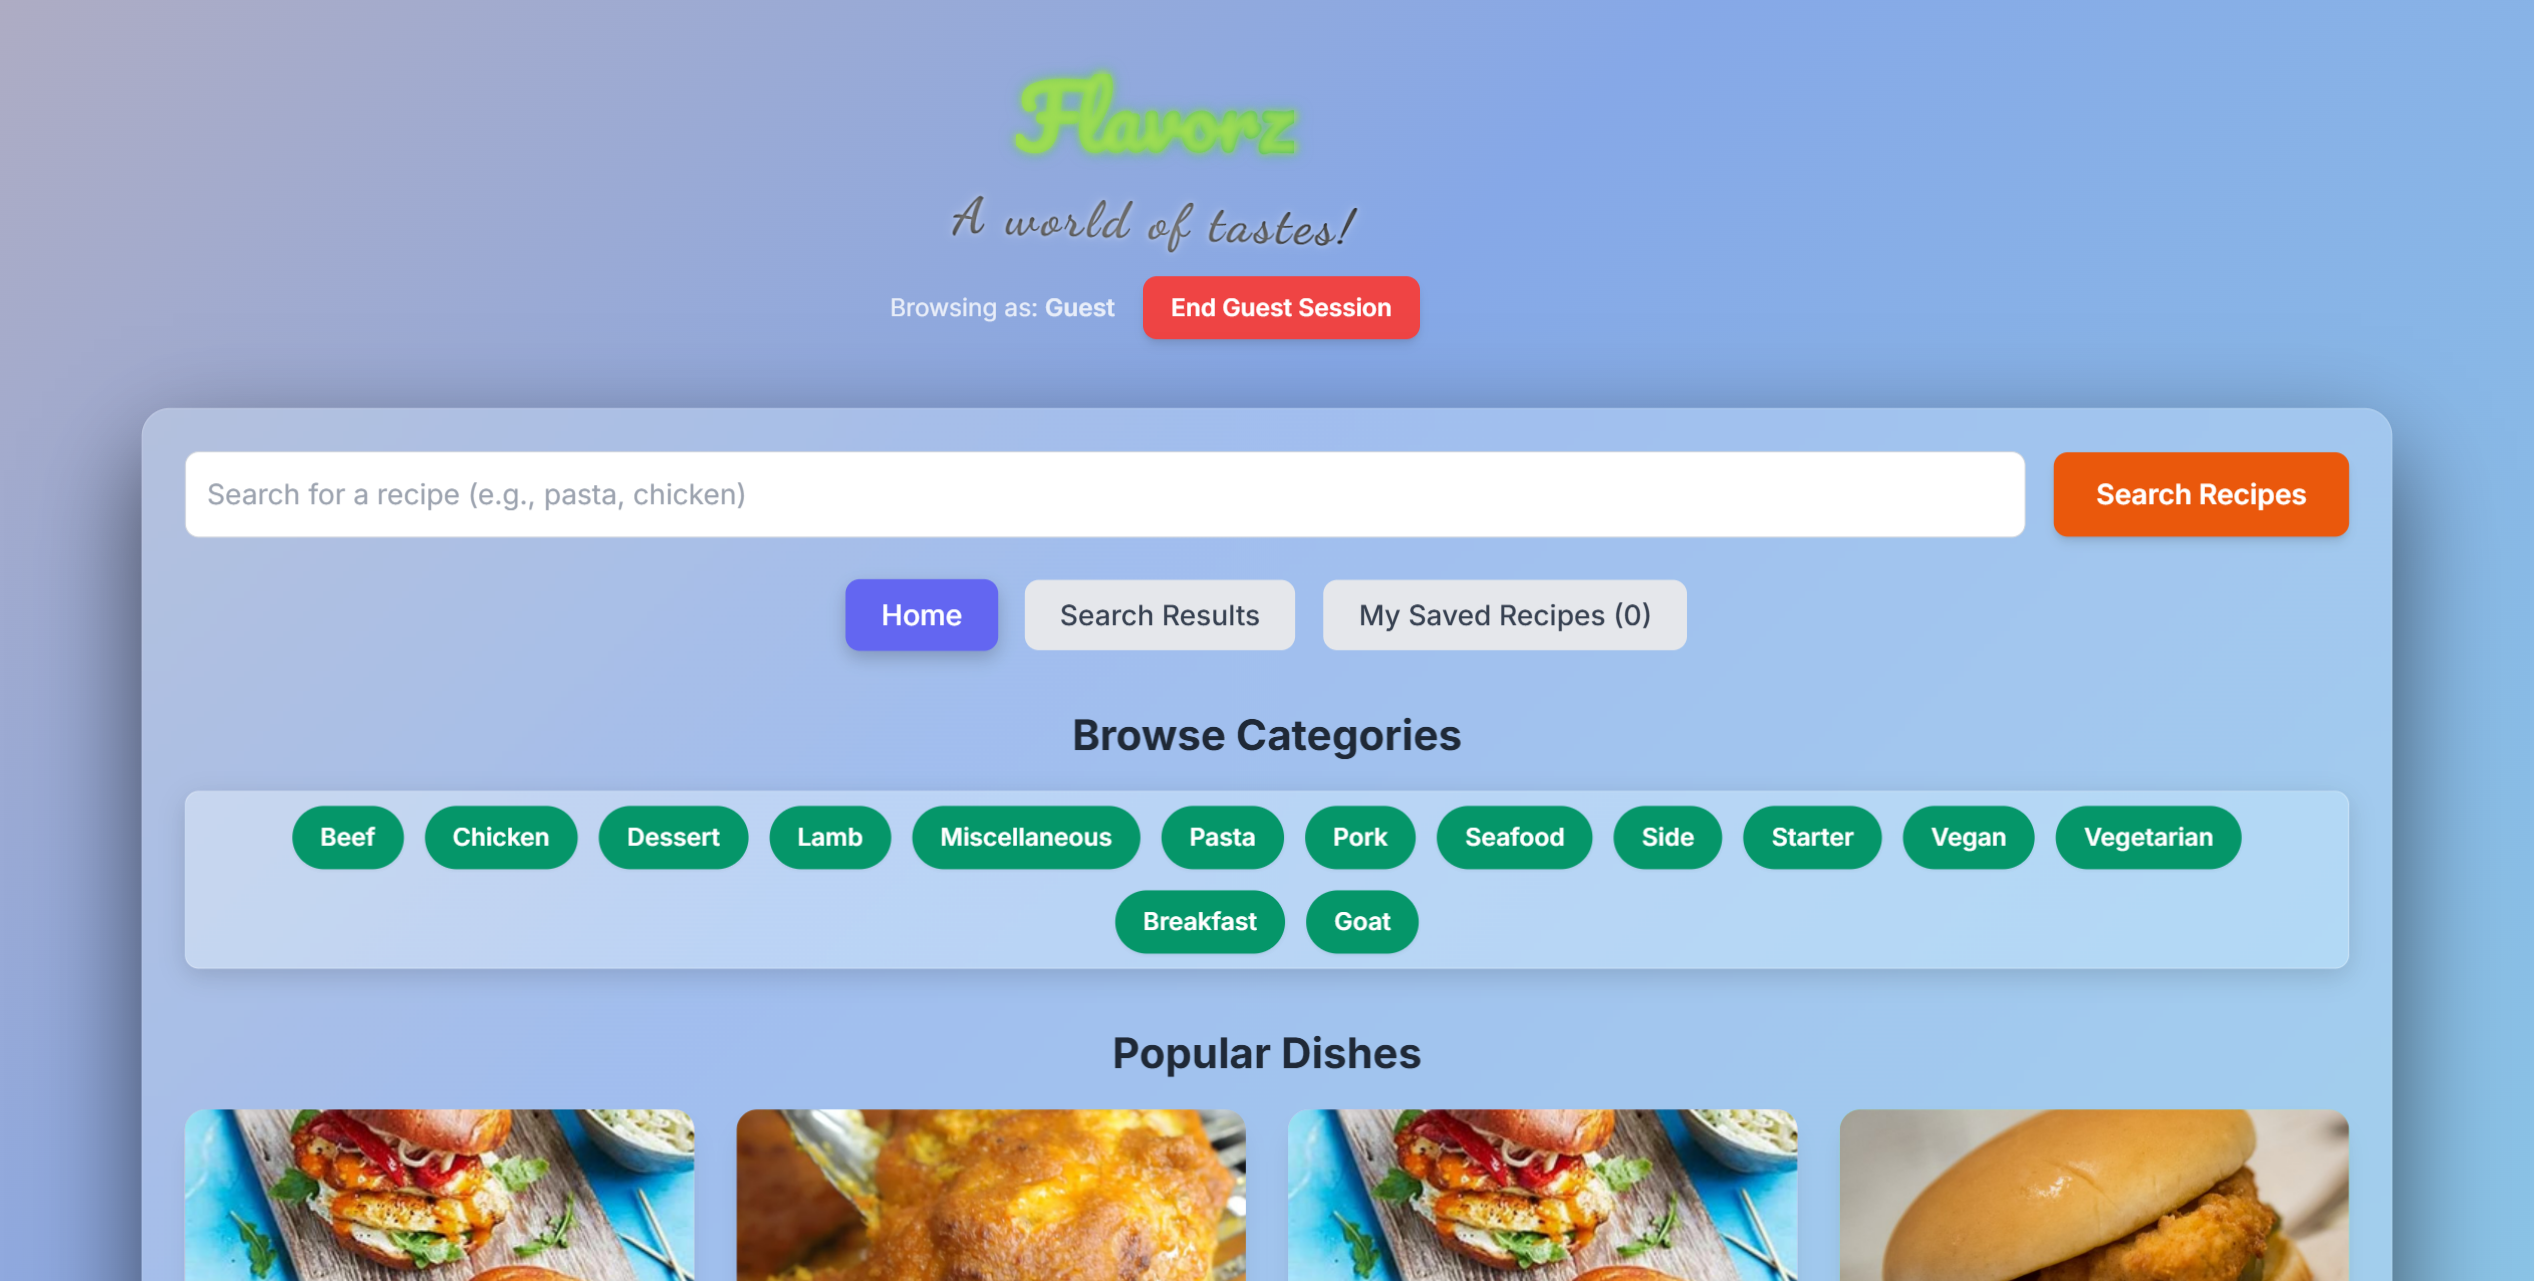 Flavorz
A world of tastes!
Browsing as: Guest End Guest Session
Search for a recipe (e.g., pasta, chicken) Search Recipes
Home Search Results My Saved Recipes (0)
Browse Categories
Beef Chicken Dessert Lamb Miscellaneous Pasta Pork Seafood Side Starter Vegan Vegetarian
Breakfast Goat
Popular Dishes